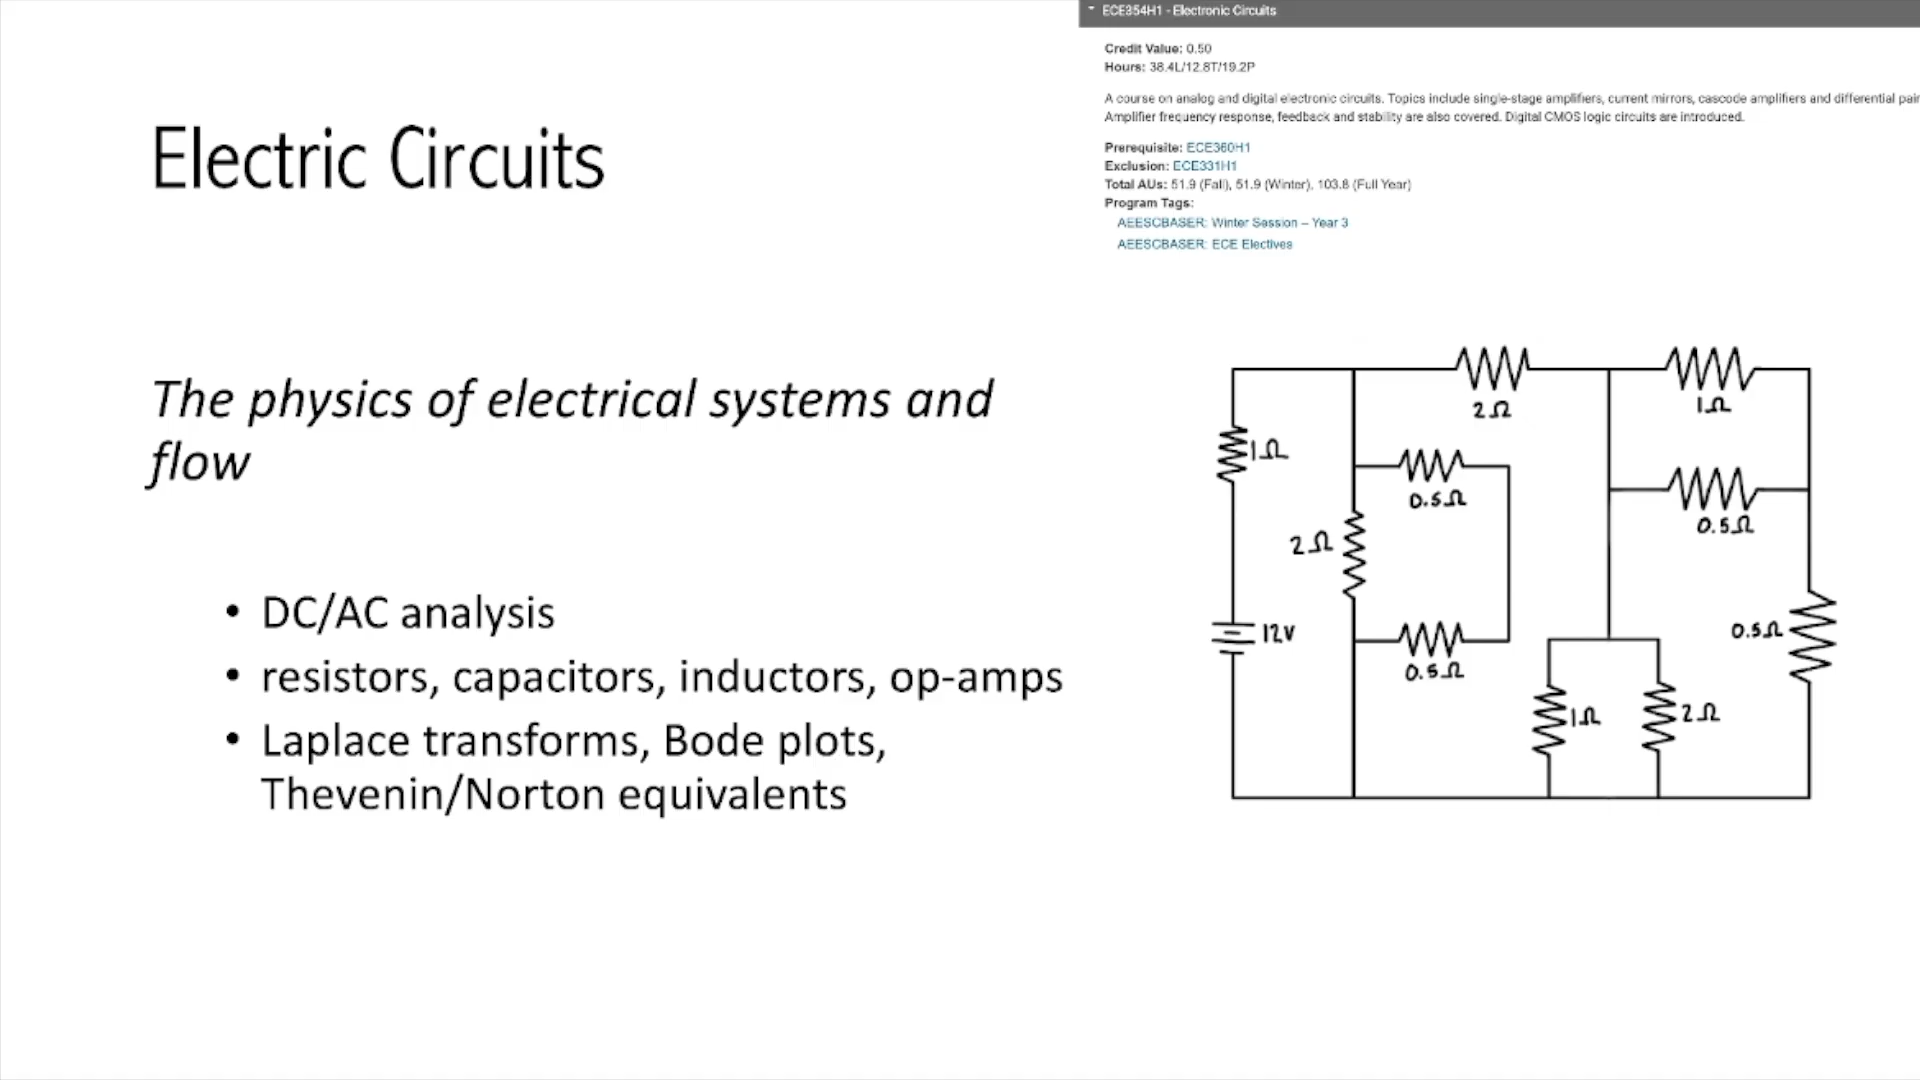 ECE354H1 - Electronic Circuits
Credit Value: 0.50
Hours: 38.4L/12.8T/19.2P
A course on analog and digital electronic circuits. Topics include single-stage amplifiers, current mirrors, cascode amplifiers and differential pair
Amplifier frequency response, feedback and stability are also covered. Digital CMOS logic circuits are introduced.
Prerequisite: ECE360H1
Exclusion: ECE331H1
Total AUs: 51.9 (Fall), 51.9 (Winter), 103.8 (Full Year)
Program Tags:
AEESCBASER: Winter Session – Year 3
AEESCBASER: ECE Electives
Electric Circuits
The physics of electrical systems and
flow
• DC/AC analysis
• resistors, capacitors, inductors, op-amps
• Laplace transforms, Bode plots,
Thevenin/Norton equivalents
2Ω
1Ω
1Ω
0.5Ω
0.5Ω
2Ω
12V
0.5Ω
0.5Ω
1Ω
2Ω